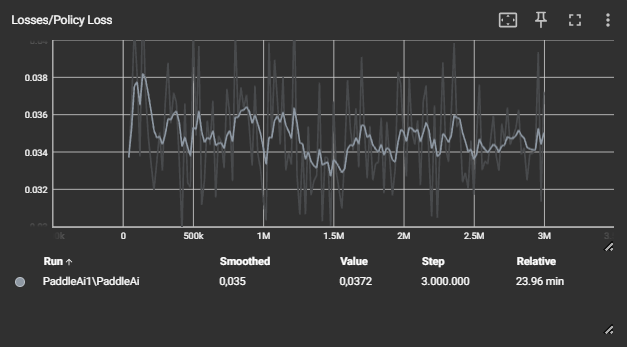 Losses/Policy Loss
0.038
0.036
0.034
0.032
0 500k 1M 1.5M 2M 2.5M 3M
Run ↑ Smoothed Value Step Relative
PaddleAi1\PaddleAi 0,035 0,0372 3.000.000 23.96 min